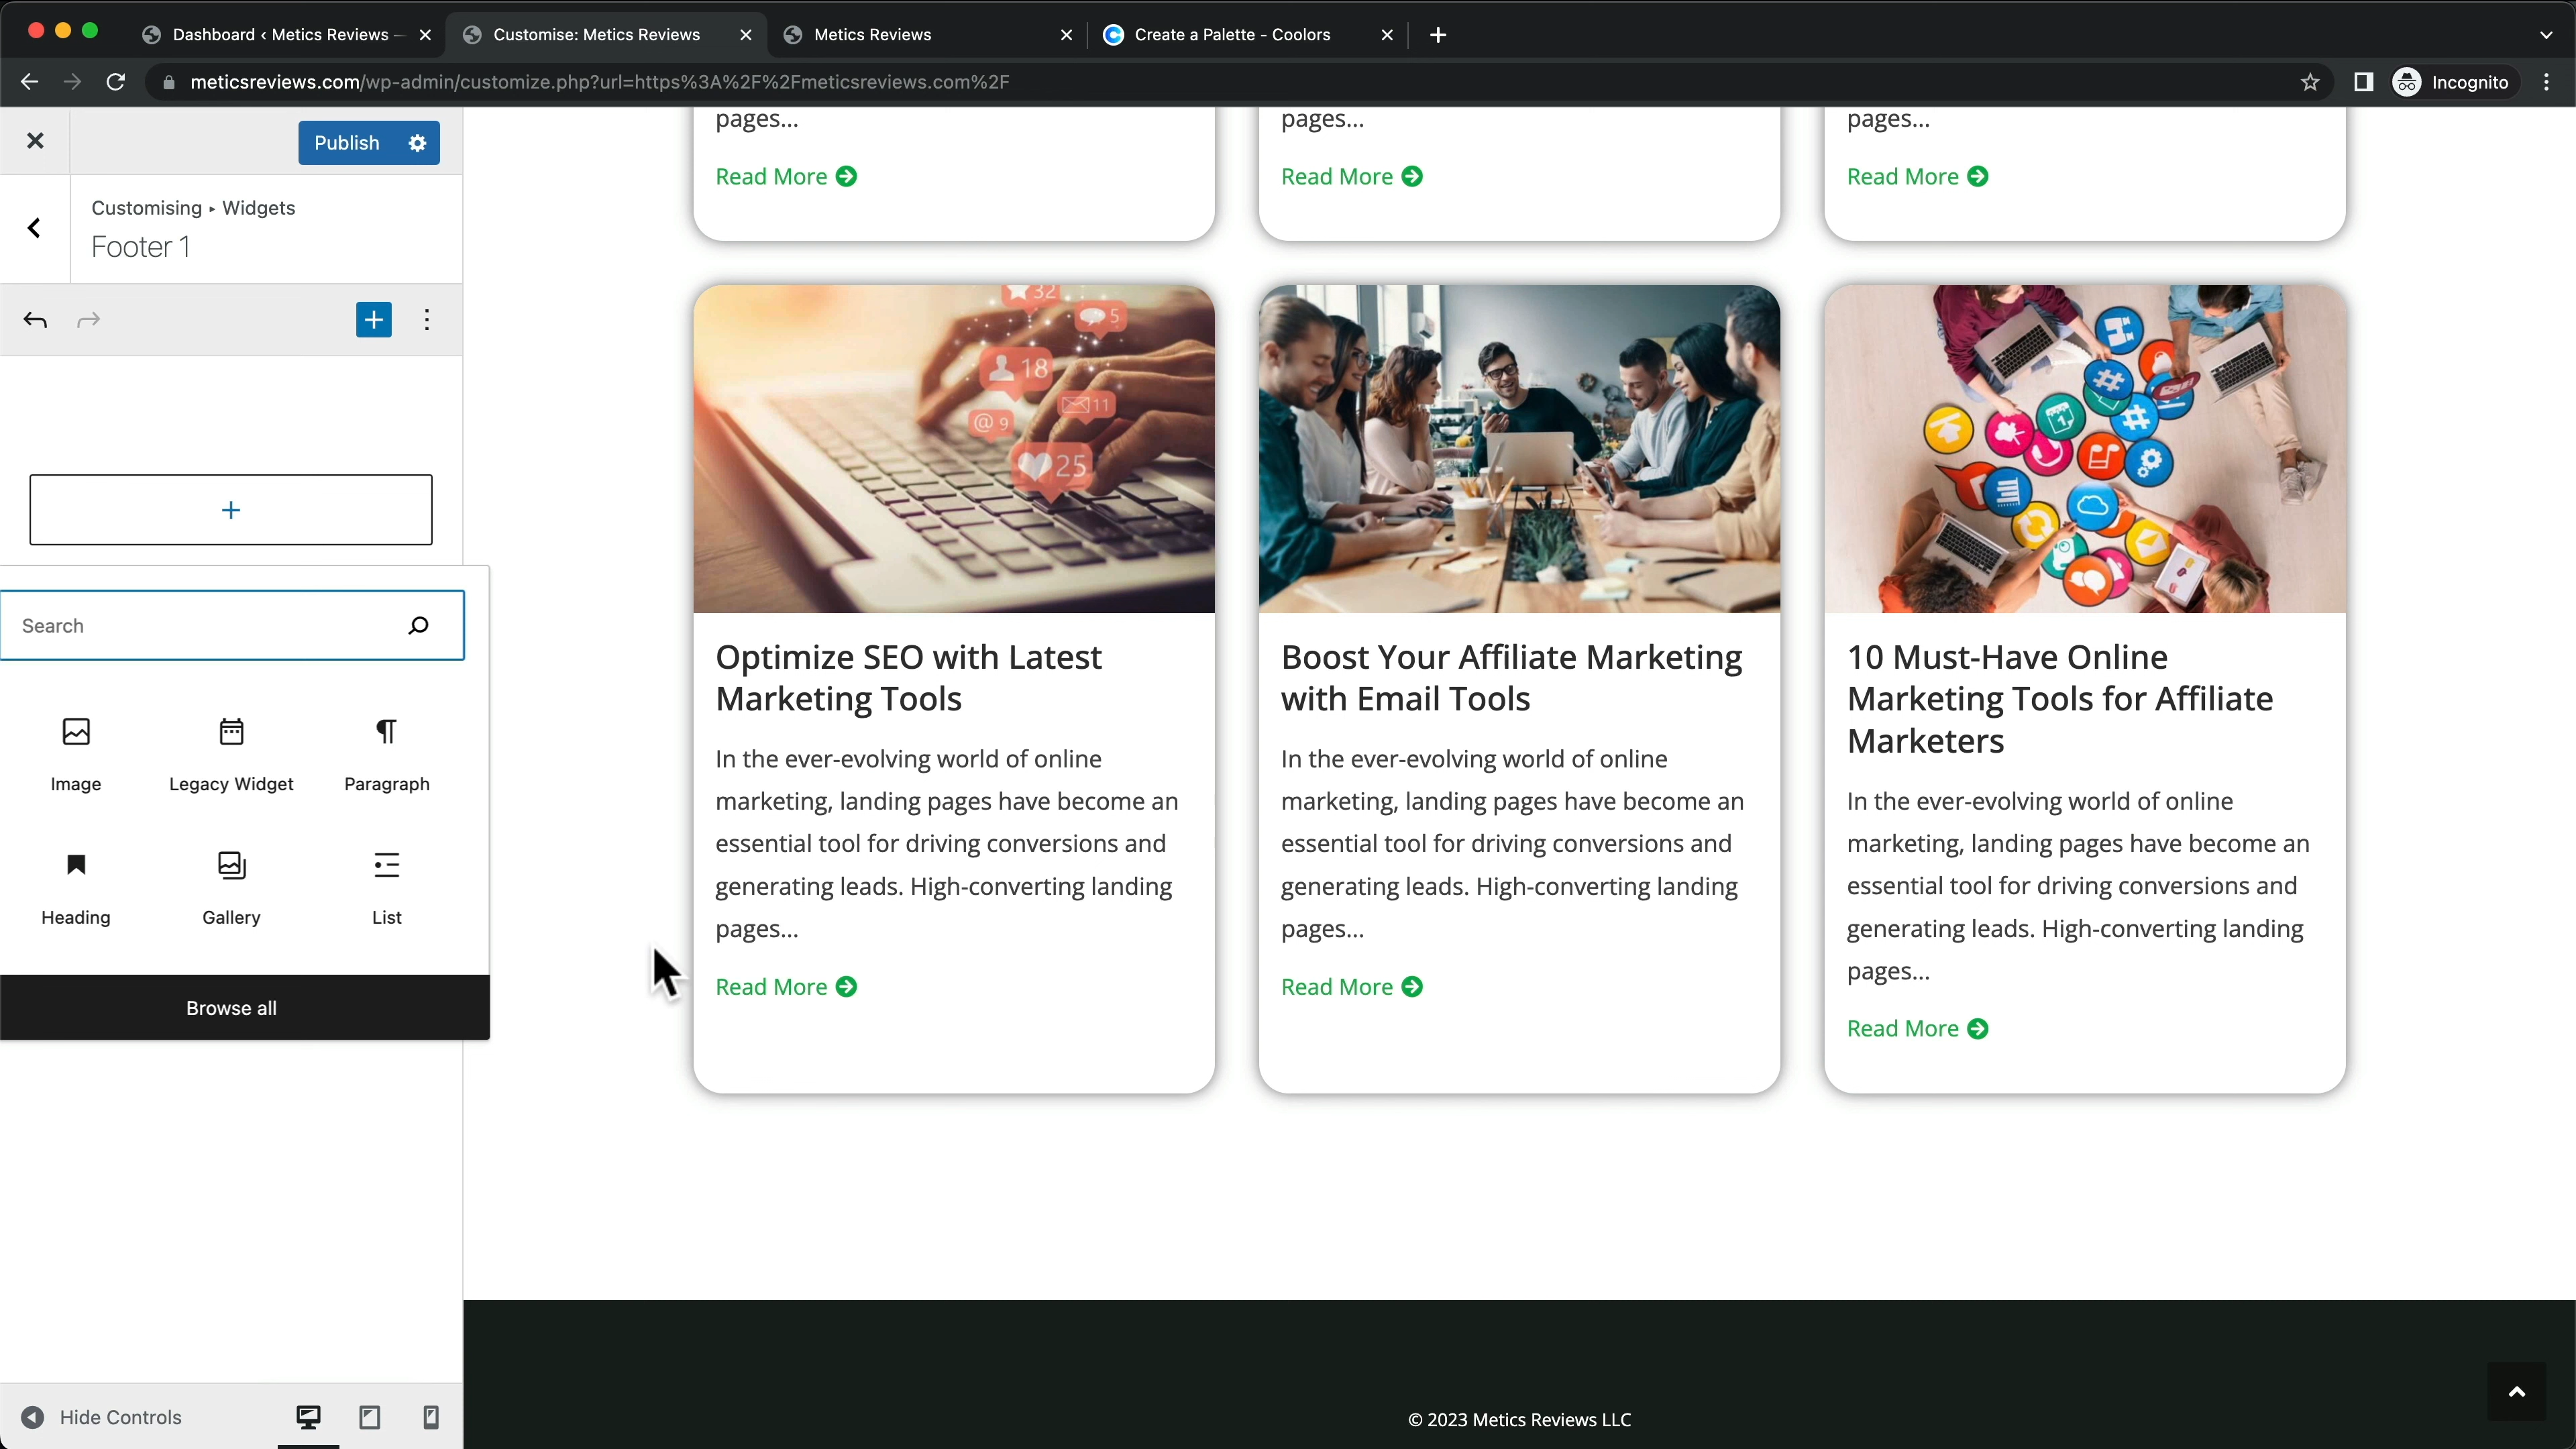 Dashboard ‹ Metics Reviews —
Customise: Metics Reviews
Metics Reviews
Create a Palette - Coolors
meticsreviews.com/wp-admin/customize.php?url=https%3A%2F%2Fmeticsreviews.com%2F
Incognito
Publish
Customising ▸ Widgets
Footer 1
Search
Image
Legacy Widget
Paragraph
Heading
Gallery
List
Browse all
Hide Controls
pages...
Read More
pages...
Read More
pages...
Read More
32
5
18
11
@ 9
25
Optimize SEO with Latest
Marketing Tools
In the ever-evolving world of online
marketing, landing pages have become an
essential tool for driving conversions and
generating leads. High-converting landing
pages...
Read More
Boost Your Affiliate Marketing
with Email Tools
In the ever-evolving world of online
marketing, landing pages have become an
essential tool for driving conversions and
generating leads. High-converting landing
pages...
Read More
10 Must-Have Online
Marketing Tools for Affiliate
Marketers
In the ever-evolving world of online
marketing, landing pages have become an
essential tool for driving conversions and
generating leads. High-converting landing
pages...
Read More
© 2023 Metics Reviews LLC